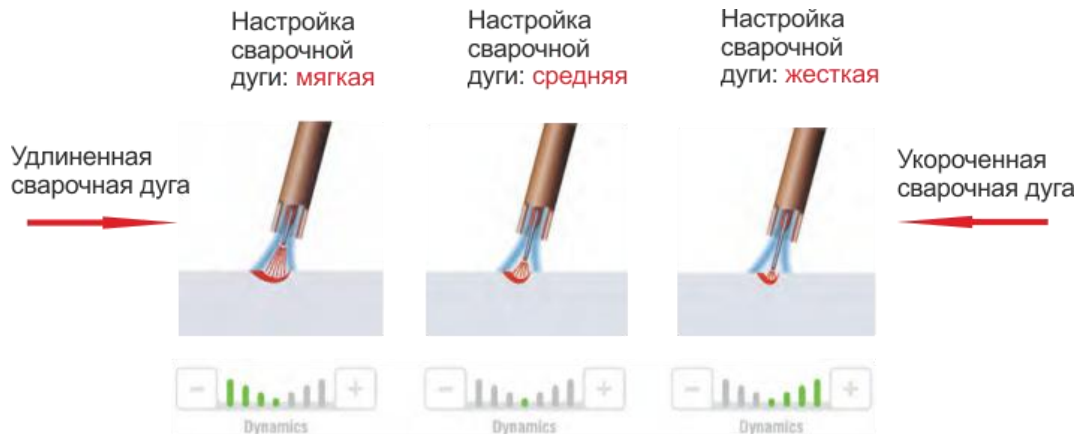 Настройка
сварочной
дуги: мягкая
Настройка
сварочной
дуги: средняя
Настройка
сварочной
дуги: жесткая
Удлиненная
сварочная дуга
Укороченная
сварочная дуга
− +
Dynamics
− +
Dynamics
− +
Dynamics